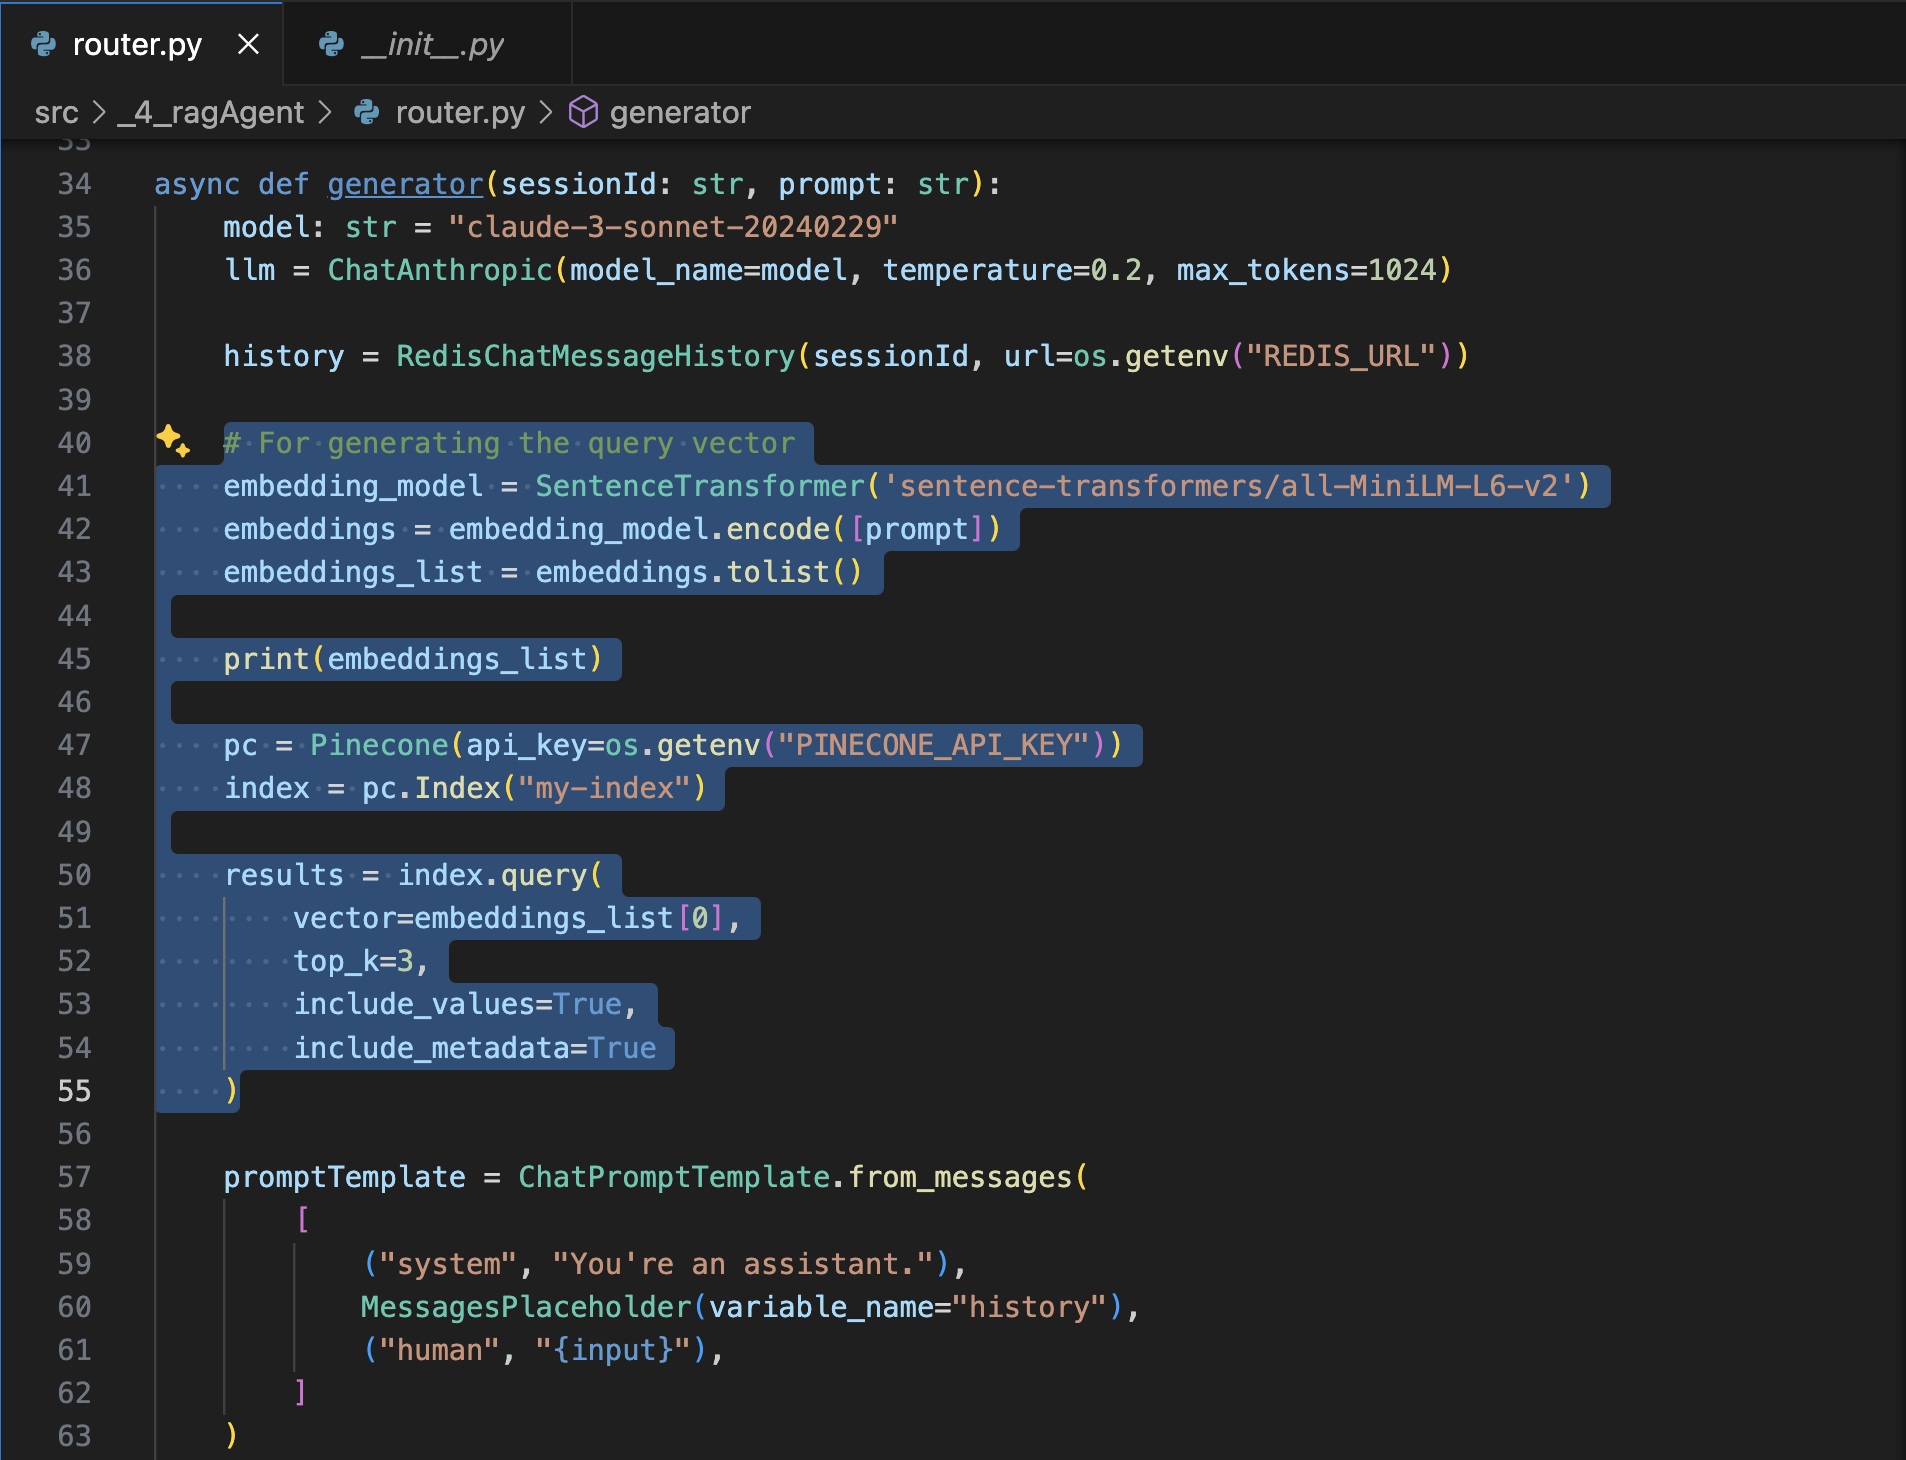 router.py
__init__.py
src > _4_ragAgent > router.py > generator
33
34 async def generator(sessionId: str, prompt: str):
35 model: str = "claude-3-sonnet-20240229"
36 llm = ChatAnthropic(model_name=model, temperature=0.2, max_tokens=1024)
37
38 history = RedisChatMessageHistory(sessionId, url=os.getenv("REDIS_URL"))
39
40 # For generating the query vector
41 embedding_model = SentenceTransformer('sentence-transformers/all-MiniLM-L6-v2')
42 embeddings = embedding_model.encode([prompt])
43 embeddings_list = embeddings.tolist()
44
45 print(embeddings_list)
46
47 pc = Pinecone(api_key=os.getenv("PINECONE_API_KEY"))
48 index = pc.Index("my-index")
49
50 results = index.query(
51 vector=embeddings_list[0],
52 top_k=3,
53 include_values=True,
54 include_metadata=True
55 )
56
57 promptTemplate = ChatPromptTemplate.from_messages(
58 [
59 ("system", "You're an assistant."),
60 MessagesPlaceholder(variable_name="history"),
61 ("human", "{input}"),
62 ]
63 )